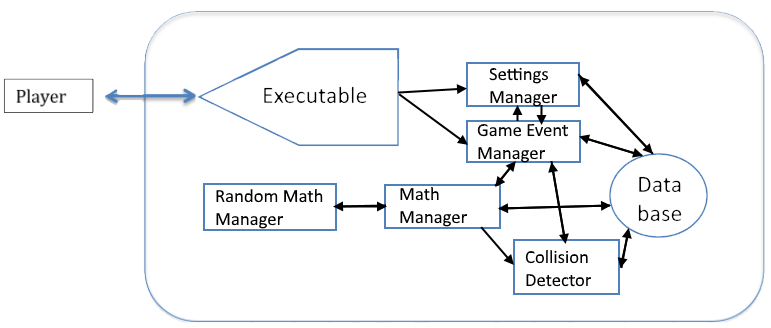 Settings
Manager
Executable
Player
Game Event
Manager
Random Math
Manager
Math
Manager
Data
base
Collision
Detector